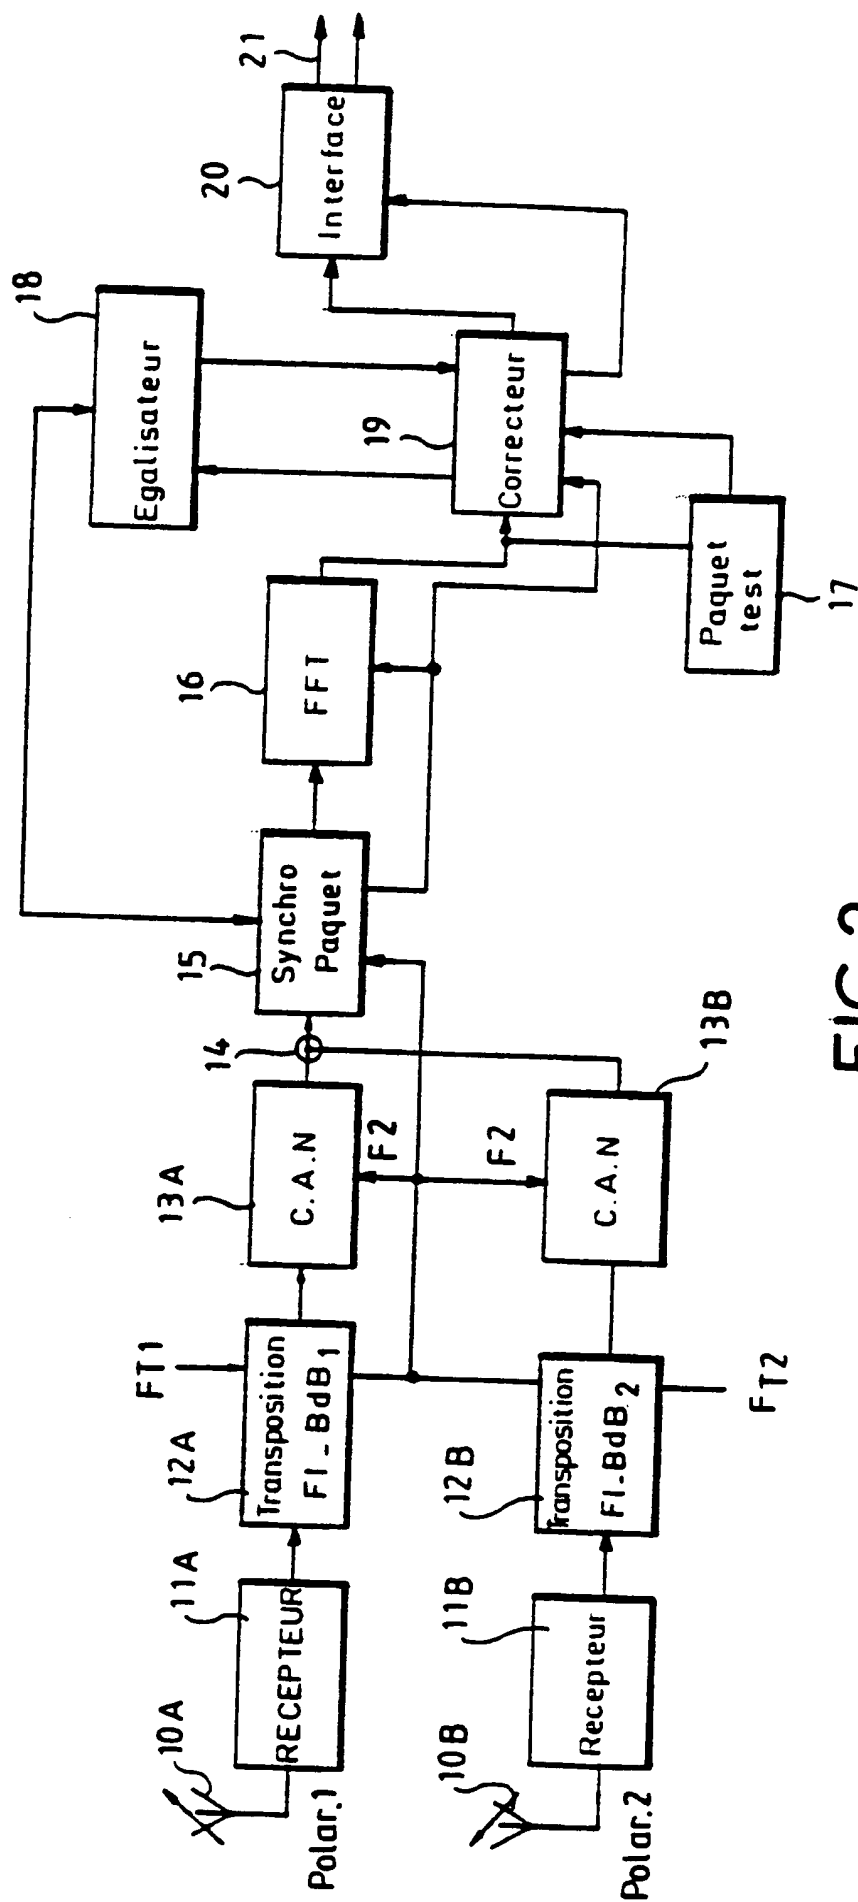 10A
Polar.1
11A
RECEPTEUR
12A
Transposition
FI-BdB1
FT1
13A
C.A.N
F2
14
15
Synchro
Paquet
16
FFT
18
Egalisateur
19
Correcteur
20
Interface
21
10B
Polar.2
11B
Recepteur
12B
Transposition
FI-BdB2
FT2
F2
13B
C.A.N
Paquet
test
17